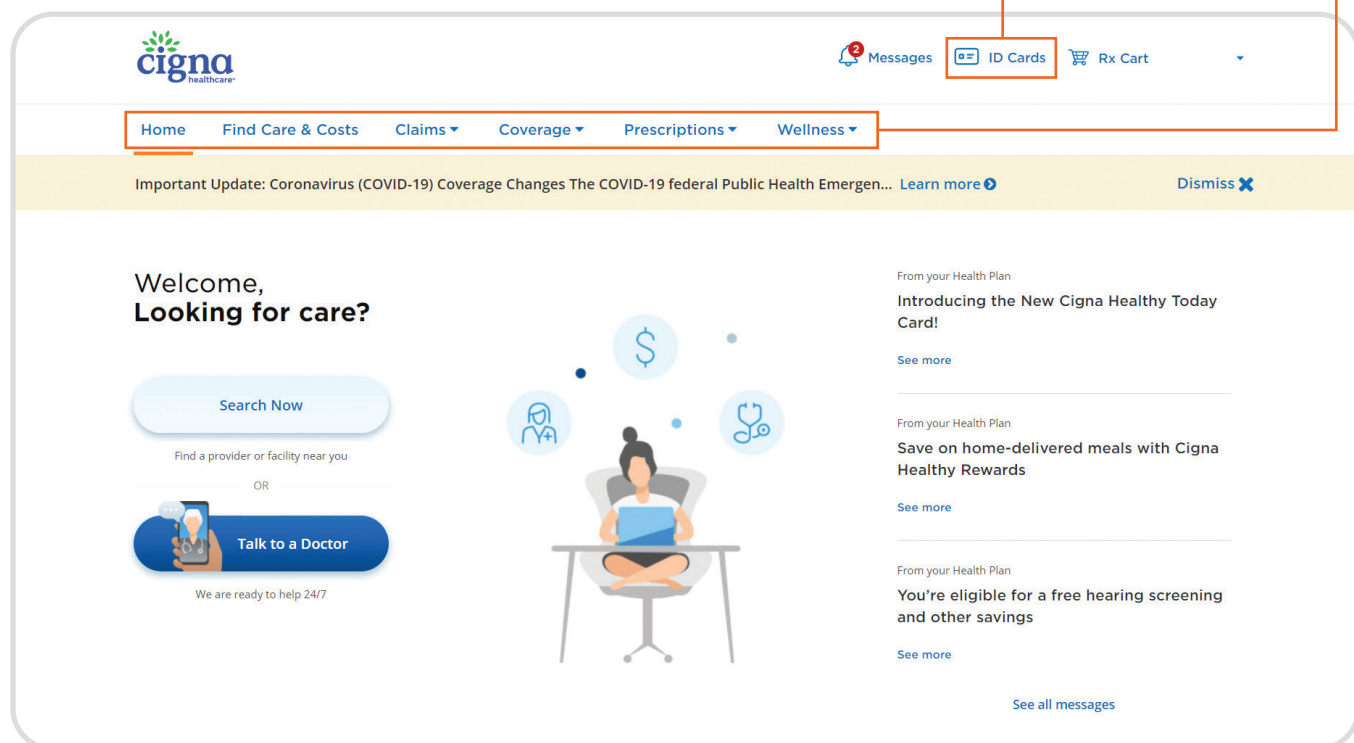 cigna
healthcare
2
Messages
ID Cards
Rx Cart
Home
Find Care & Costs
Claims
Coverage
Prescriptions
Wellness
Important Update: Coronavirus (COVID-19) Coverage Changes The COVID-19 federal Public Health Emergen... Learn more
Dismiss
Welcome,
Looking for care?
Search Now
Find a provider or facility near you
OR
Talk to a Doctor
We are ready to help 24/7
$
From your Health Plan
Introducing the New Cigna Healthy Today
Card!
See more
From your Health Plan
Save on home-delivered meals with Cigna
Healthy Rewards
See more
From your Health Plan
You're eligible for a free hearing screening
and other savings
See more
See all messages